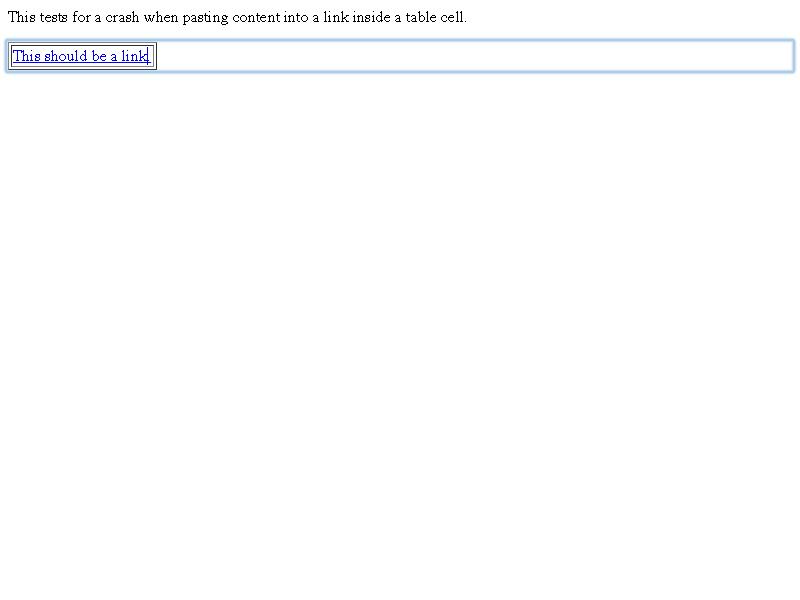 This tests for a crash when pasting content into a link inside a table cell.
This should be a link